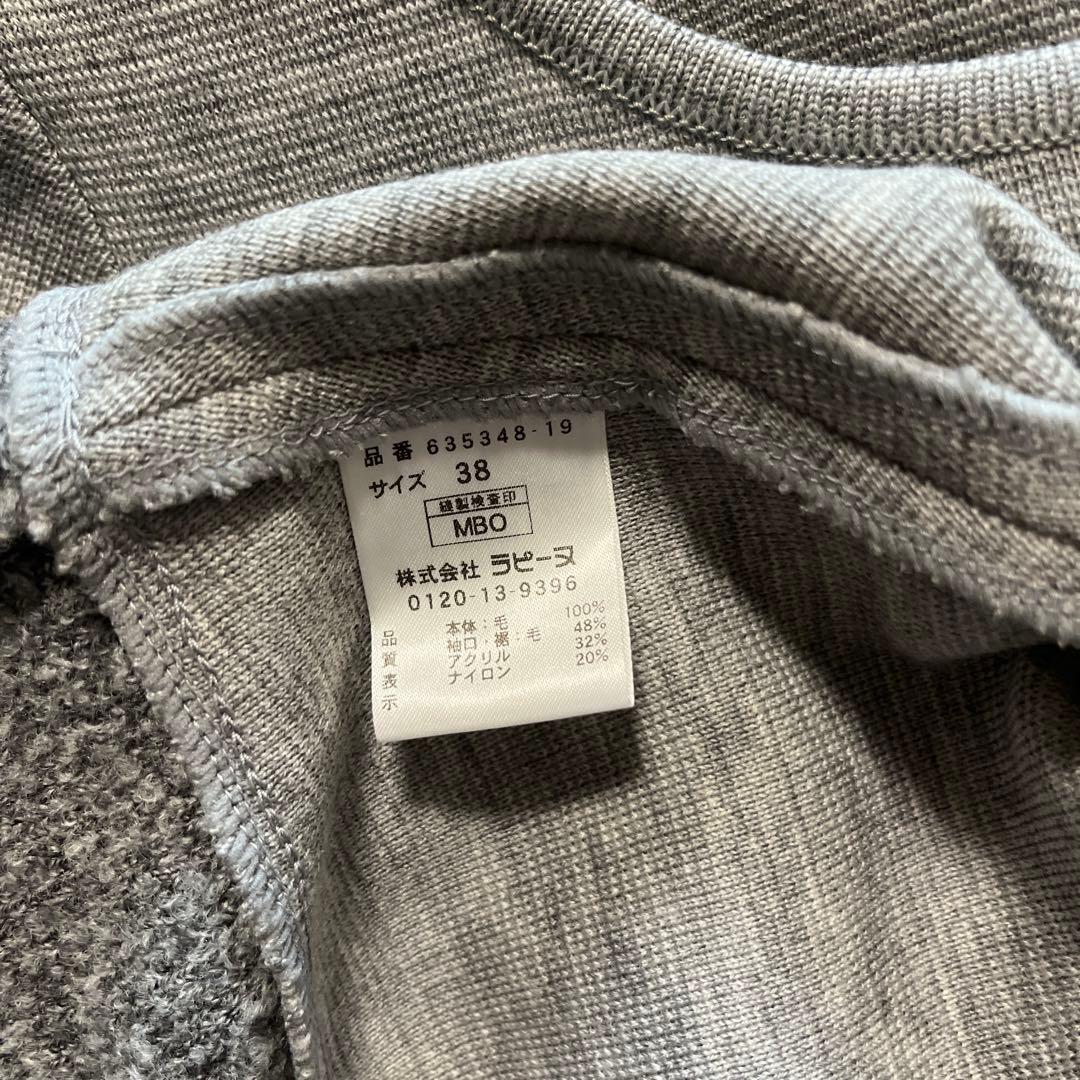 品番 635348-19
サイズ 38
縫製検査印
MBO
株式会社 ラピーヌ
0120-13-9396
品質表示
本体:毛 100%
袖口・裾:毛 48%
アクリル 32%
ナイロン 20%